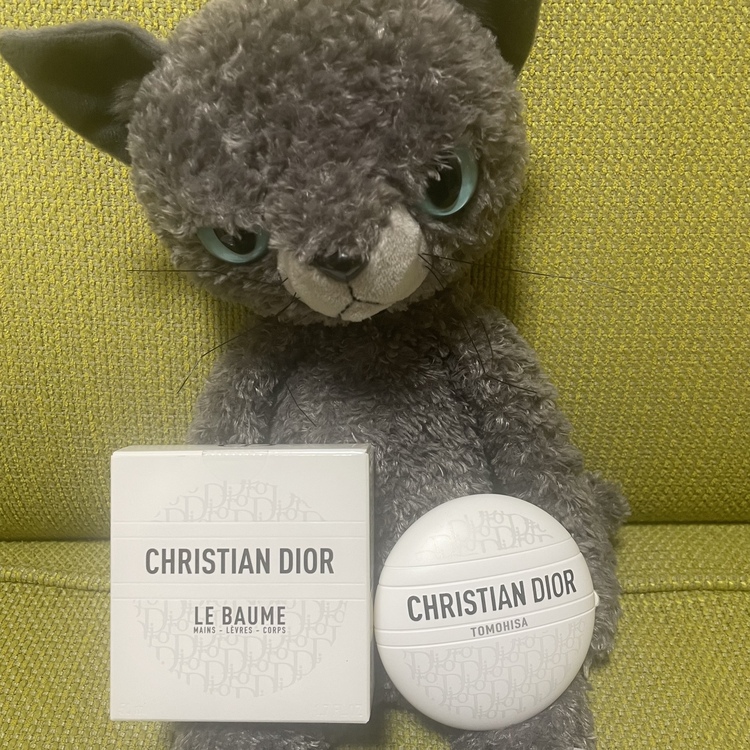 CHRISTIAN DIOR
LE BAUME
MAINS - LÈVRES - CORPS
CHRISTIAN DIOR
TOMOHISA